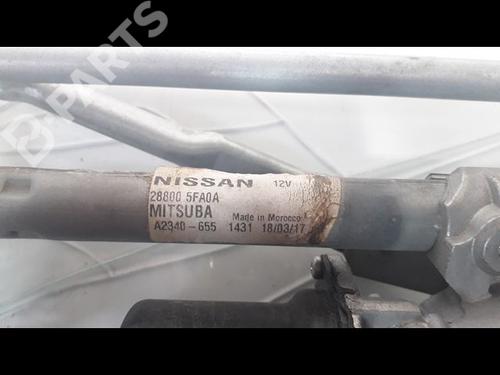 B-PARTS
NISSAN 12V
28800 5FA0A
MITSUBA Made in Morocco
A2340-655 1431 18/03/17